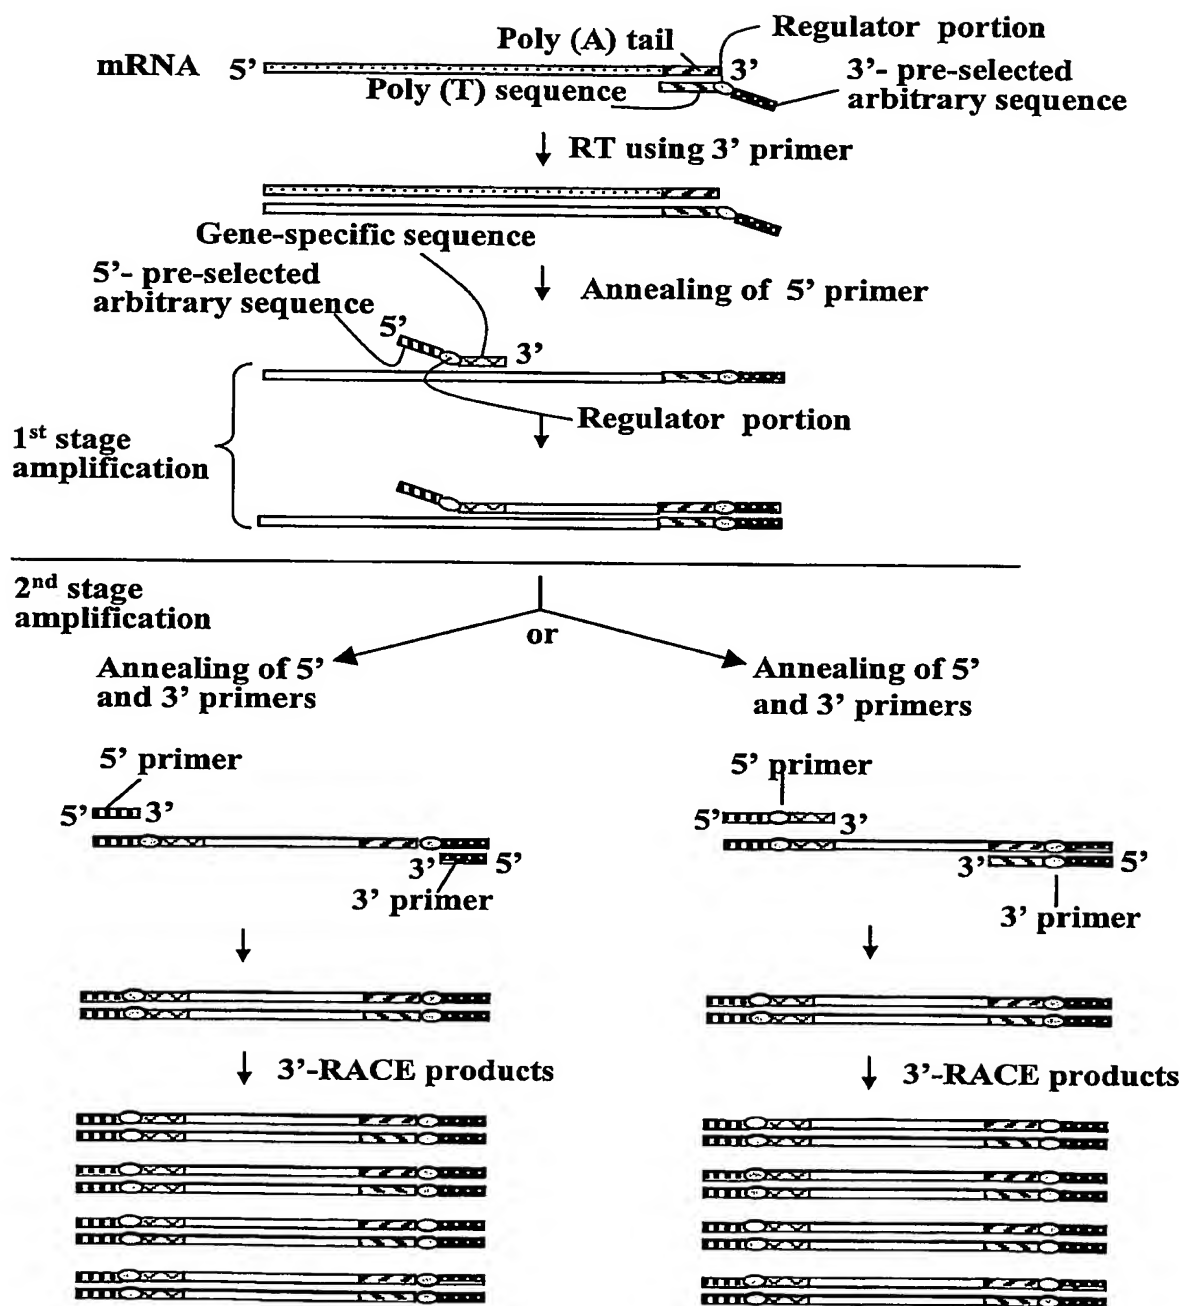 Poly (A) tail
Regulator portion
mRNA 5’ 3’
3’- pre-selected
arbitrary sequence
Poly (T) sequence
RT using 3’ primer
Gene-specific sequence
5’- pre-selected
arbitrary sequence
Annealing of 5’ primer
5’
3’
Regulator portion
1st stage
amplification
2nd stage
amplification
or
Annealing of 5’
and 3’ primers
Annealing of 5’
and 3’ primers
5’ primer
5’ 3’
3’ 5’
3’ primer
5’ primer
5’ 3’
3’ 5’
3’ primer
3’-RACE products
3’-RACE products